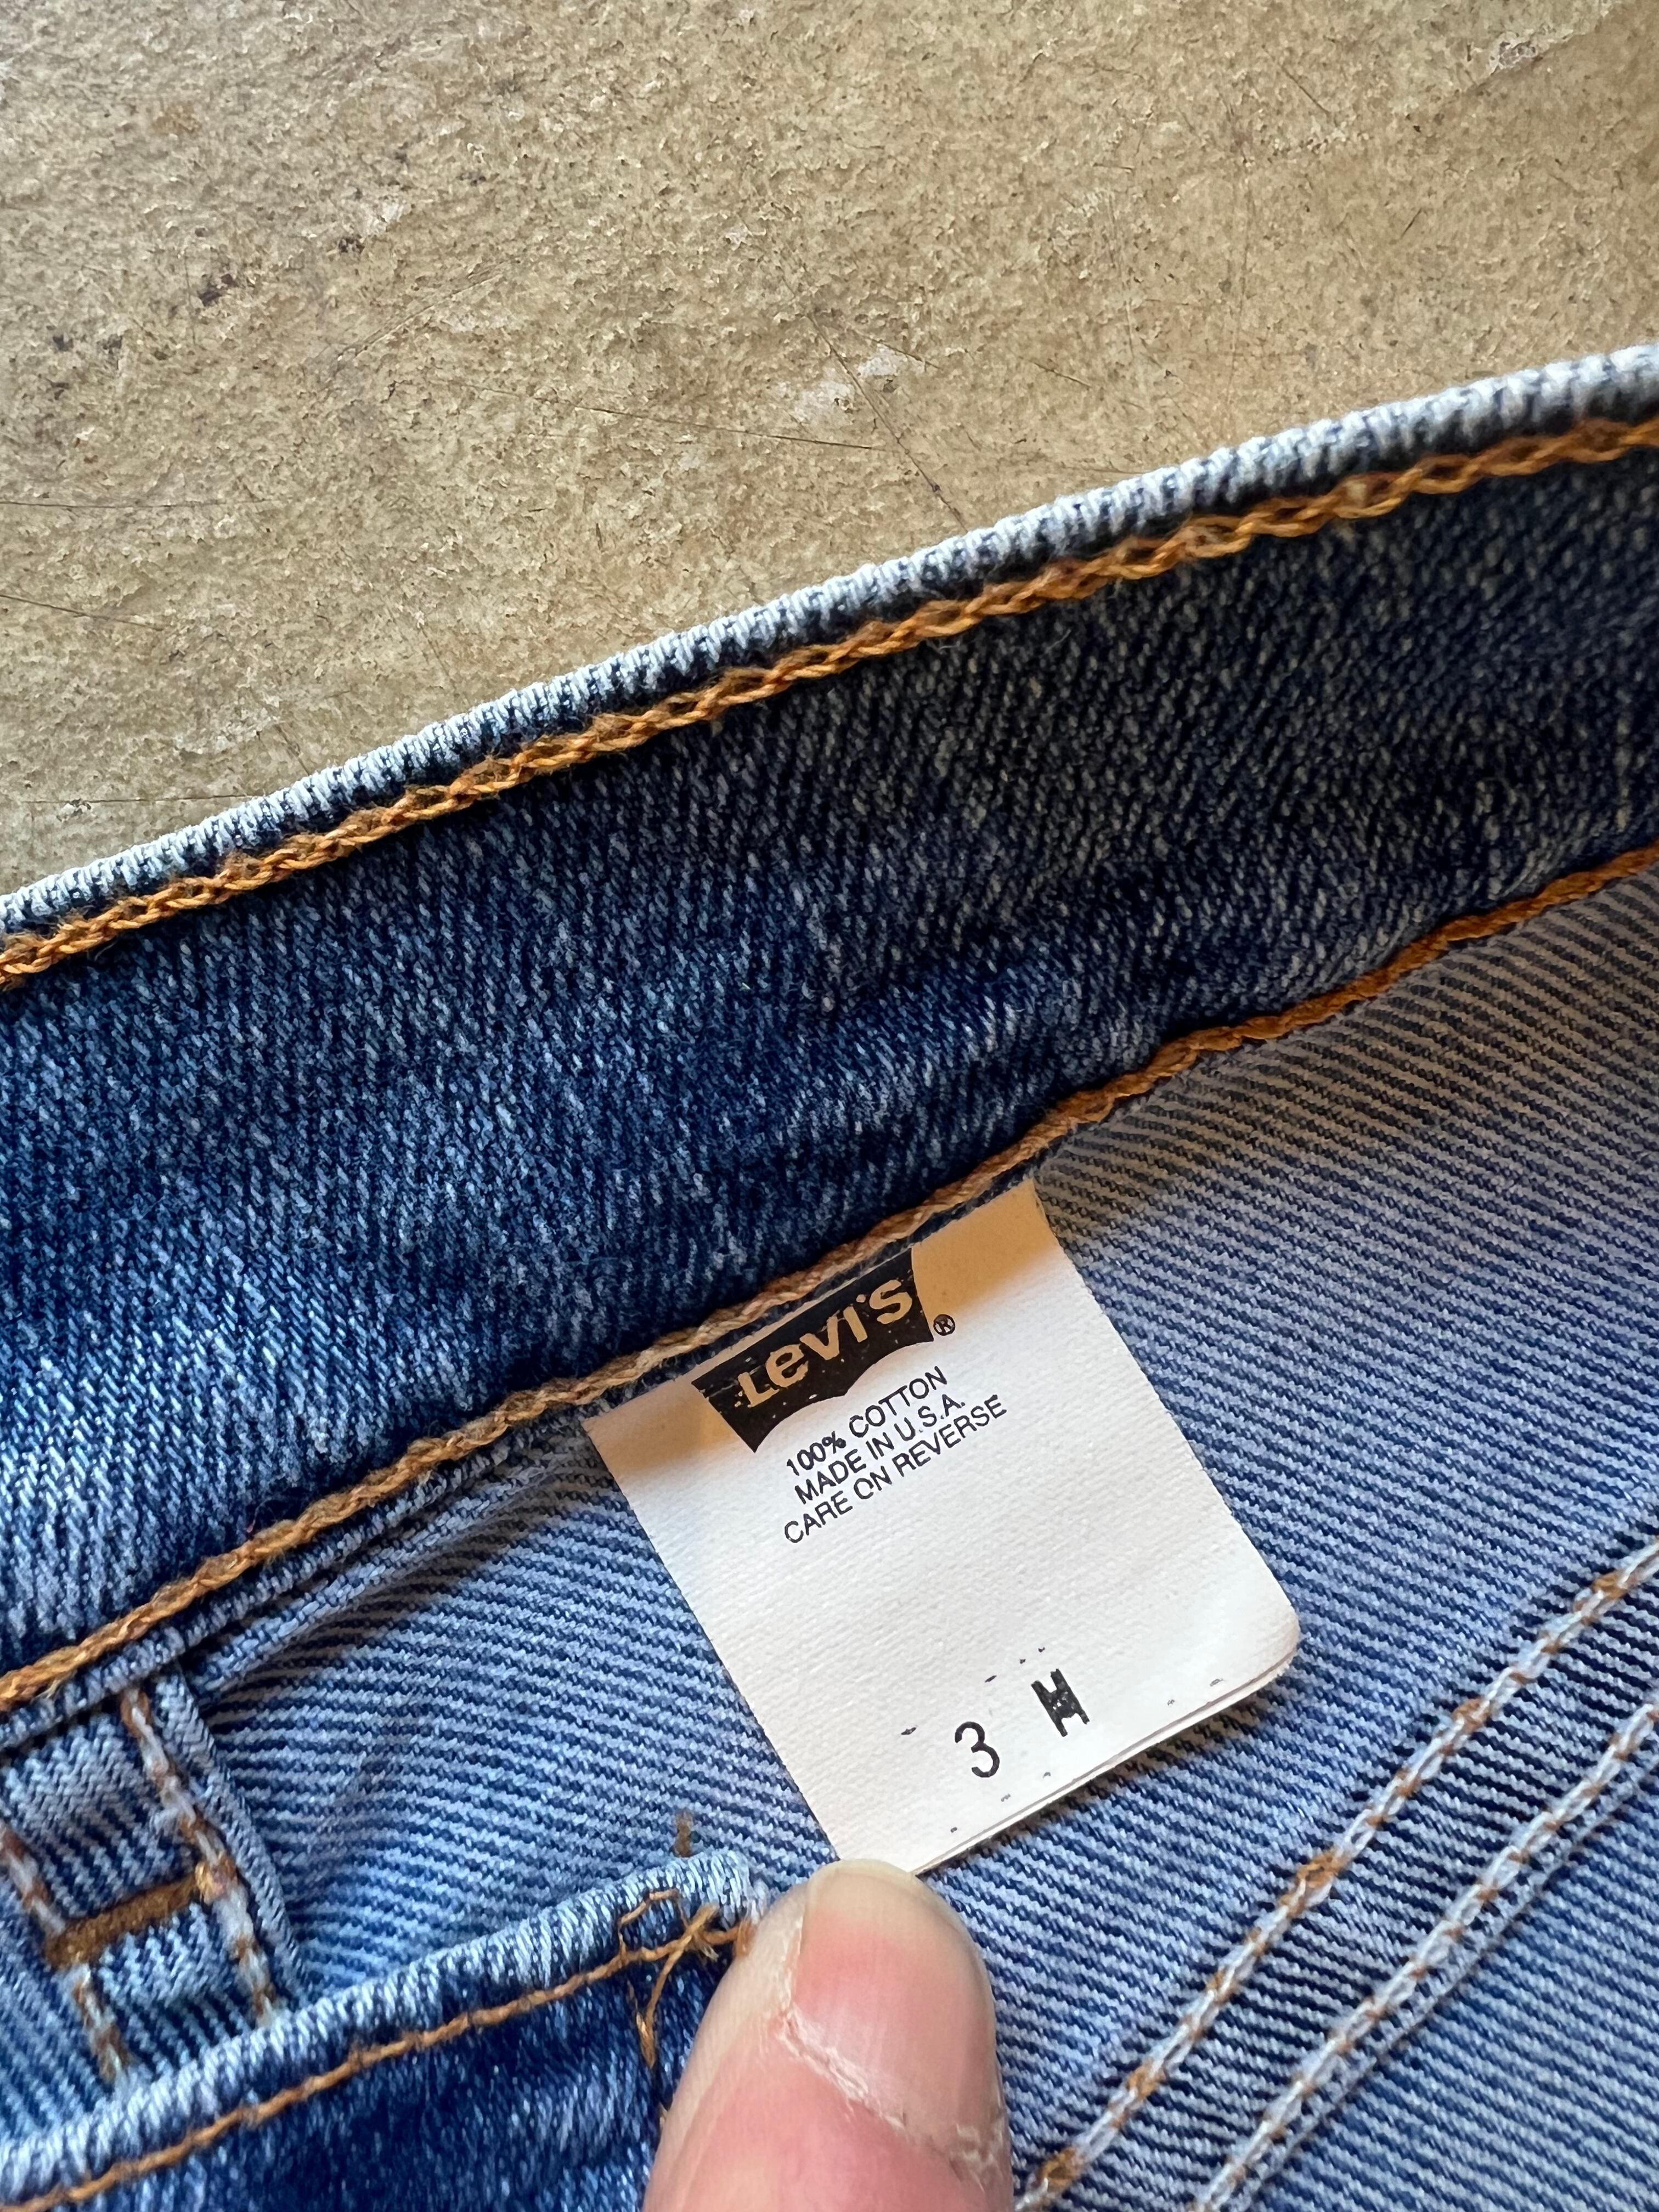 Levi's®
100% COTTON
MADE IN U.S.A.
CARE ON REVERSE
3 M